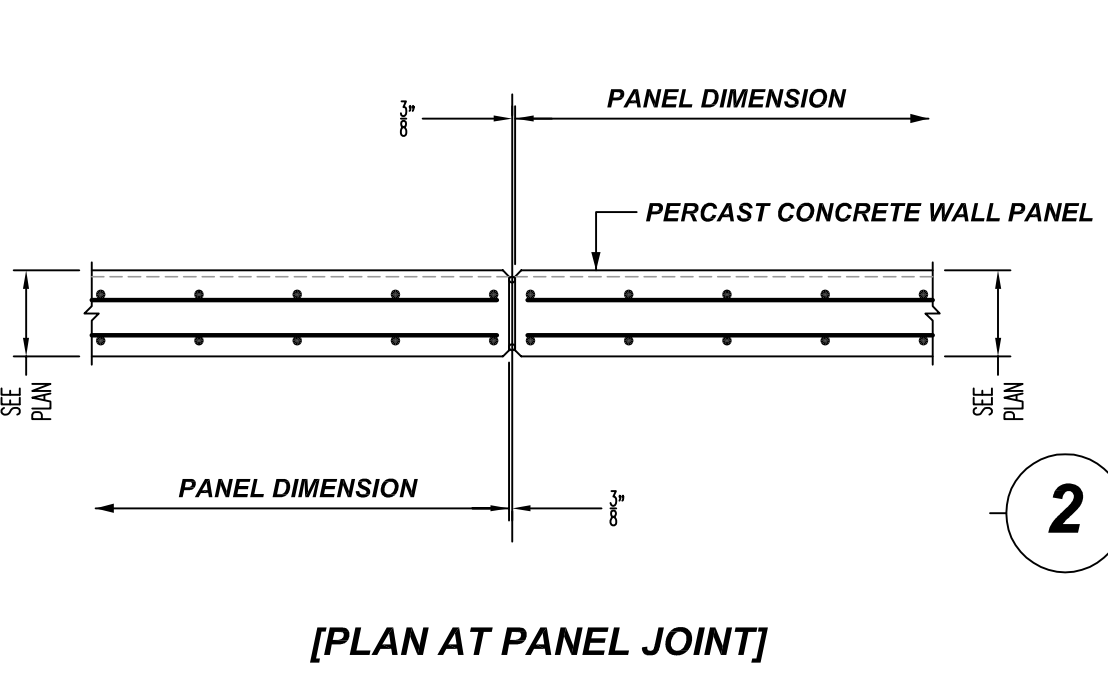 PANEL DIMENSION
3"
8
PERCAST CONCRETE WALL PANEL
SEE
PLAN
SEE
PLAN
PANEL DIMENSION
3"
8
2
[PLAN AT PANEL JOINT]